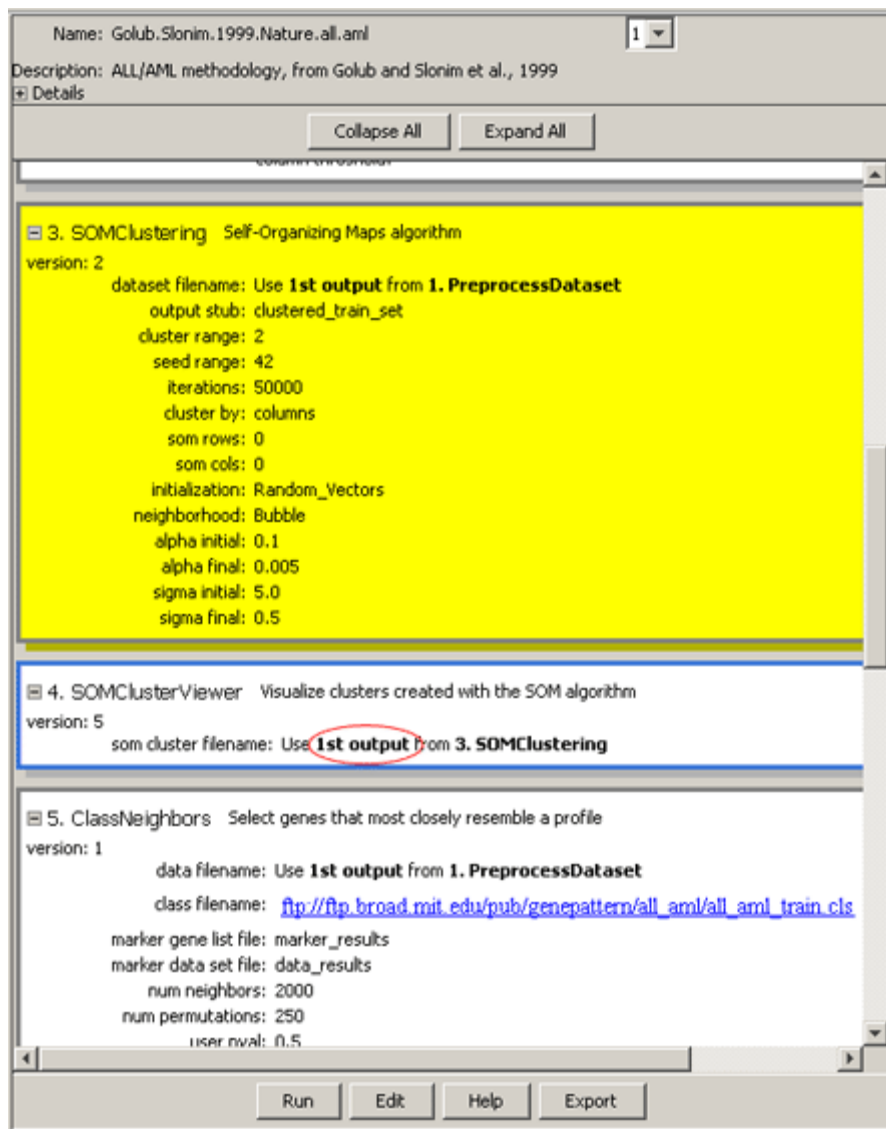 Name: Golub.Slonim.1999.Nature.all.aml 1
Description: ALL/AML methodology, from Golub and Slonim et al., 1999
Details
Collapse All Expand All
column threshold.
3. SOMClustering Self-Organizing Maps algorithm
version: 2
dataset filename: Use 1st output from 1. PreprocessDataset
output stub: clustered_train_set
cluster range: 2
seed range: 42
iterations: 50000
cluster by: columns
som rows: 0
som cols: 0
initialization: Random_Vectors
neighborhood: Bubble
alpha initial: 0.1
alpha final: 0.005
sigma initial: 5.0
sigma final: 0.5
4. SOMClusterViewer Visualize clusters created with the SOM algorithm
version: 5
som cluster filename: Use 1st output from 3. SOMClustering
5. ClassNeighbors Select genes that most closely resemble a profile
version: 1
data filename: Use 1st output from 1. PreprocessDataset
class filename: ftp://ftp.broad.mit.edu/pub/genepattern/all_aml/all_aml_train.cls
marker gene list file: marker_results
marker data set file: data_results
num neighbors: 2000
num permutations: 250
user pval: 0.5
Run Edit Help Export